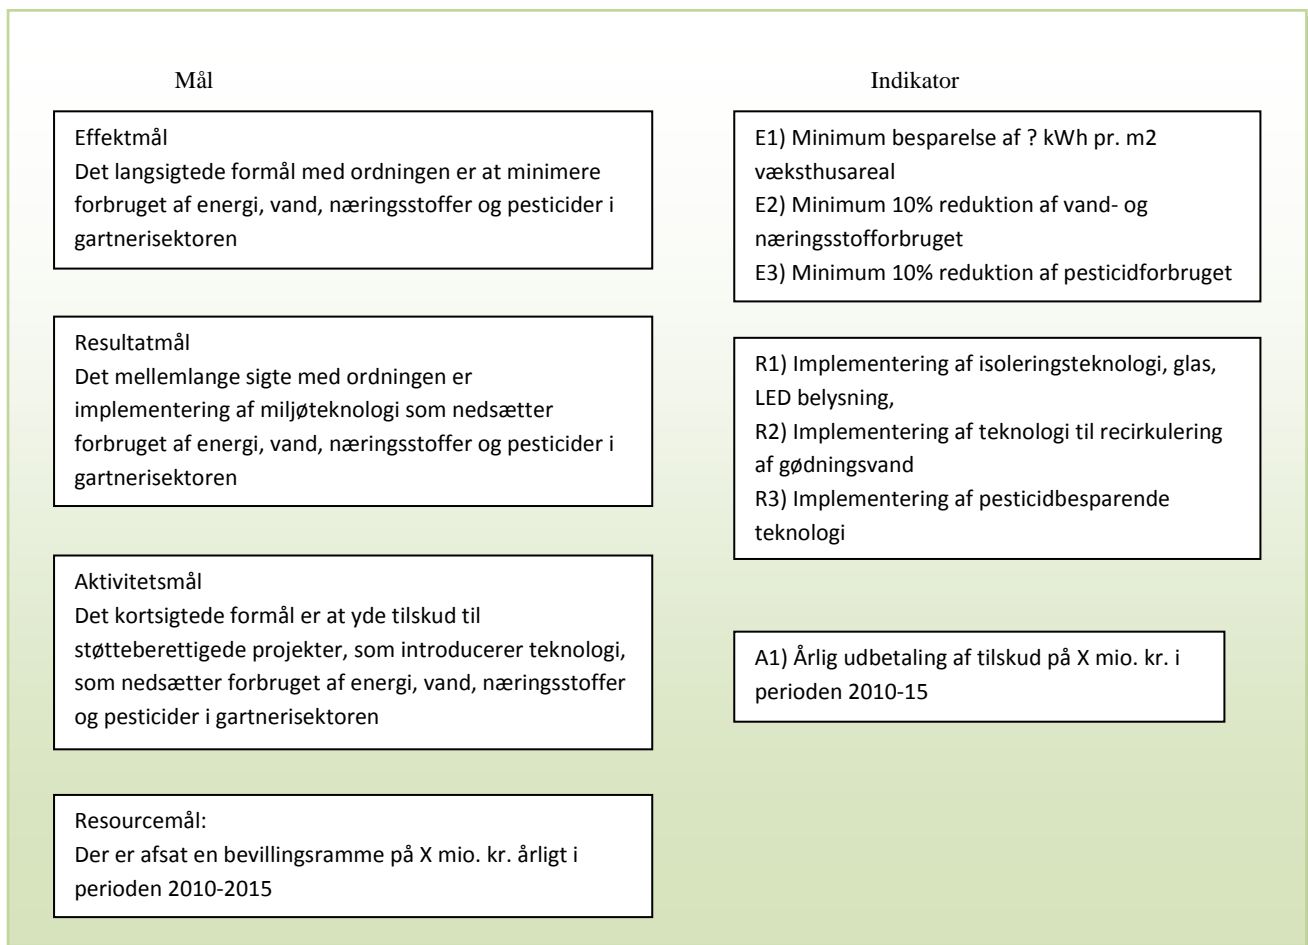 Mål
Indikator
Effektmål
Det langsigtede formål med ordningen er at minimere
forbruget af energi, vand, næringsstoffer og pesticider i
gartnerisektoren
E1) Minimum besparelse af ? kWh pr. m2
væksthusareal
E2) Minimum 10% reduktion af vand- og
næringsstofforbruget
E3) Minimum 10% reduktion af pesticidforbruget
Resultatmål
Det mellemlange sigte med ordningen er
implementering af miljøteknologi som nedsætter
forbruget af energi, vand, næringsstoffer og pesticider i
gartnerisektoren
R1) Implementering af isoleringsteknologi, glas,
LED belysning,
R2) Implementering af teknologi til recirkulering
af gødningsvand
R3) Implementering af pesticidbesparende
teknologi
Aktivitetsmål
Det kortsigtede formål er at yde tilskud til
støtteberettigede projekter, som introducerer teknologi,
som nedsætter forbruget af energi, vand, næringsstoffer
og pesticider i gartnerisektoren
A1) Årlig udbetaling af tilskud på X mio. kr. i
perioden 2010-15
Resourcemål:
Der er afsat en bevillingsramme på X mio. kr. årligt i
perioden 2010-2015